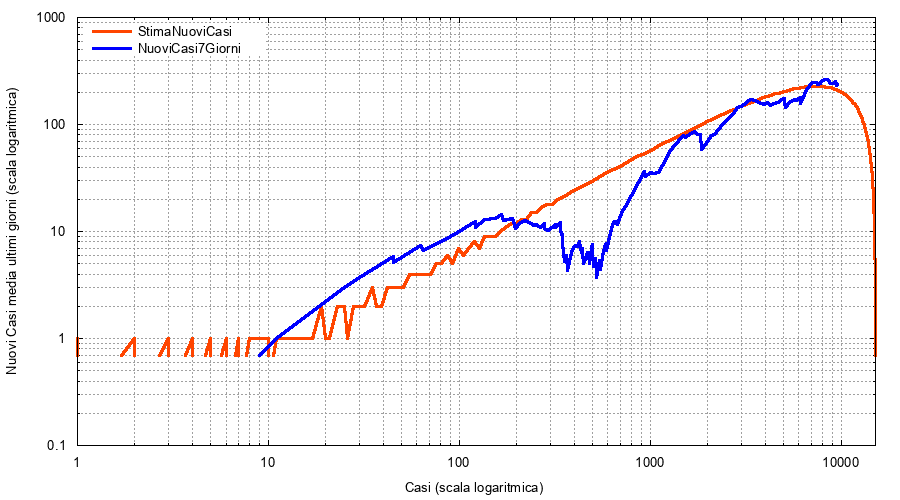 1000
StimaNuoviCasi
NuoviCasi7Giorni
100
10
1
0.1
Nuovi Casi media ultimi giorni (scala logaritmica)
1 10 100 1000 10000
Casi (scala logaritmica)